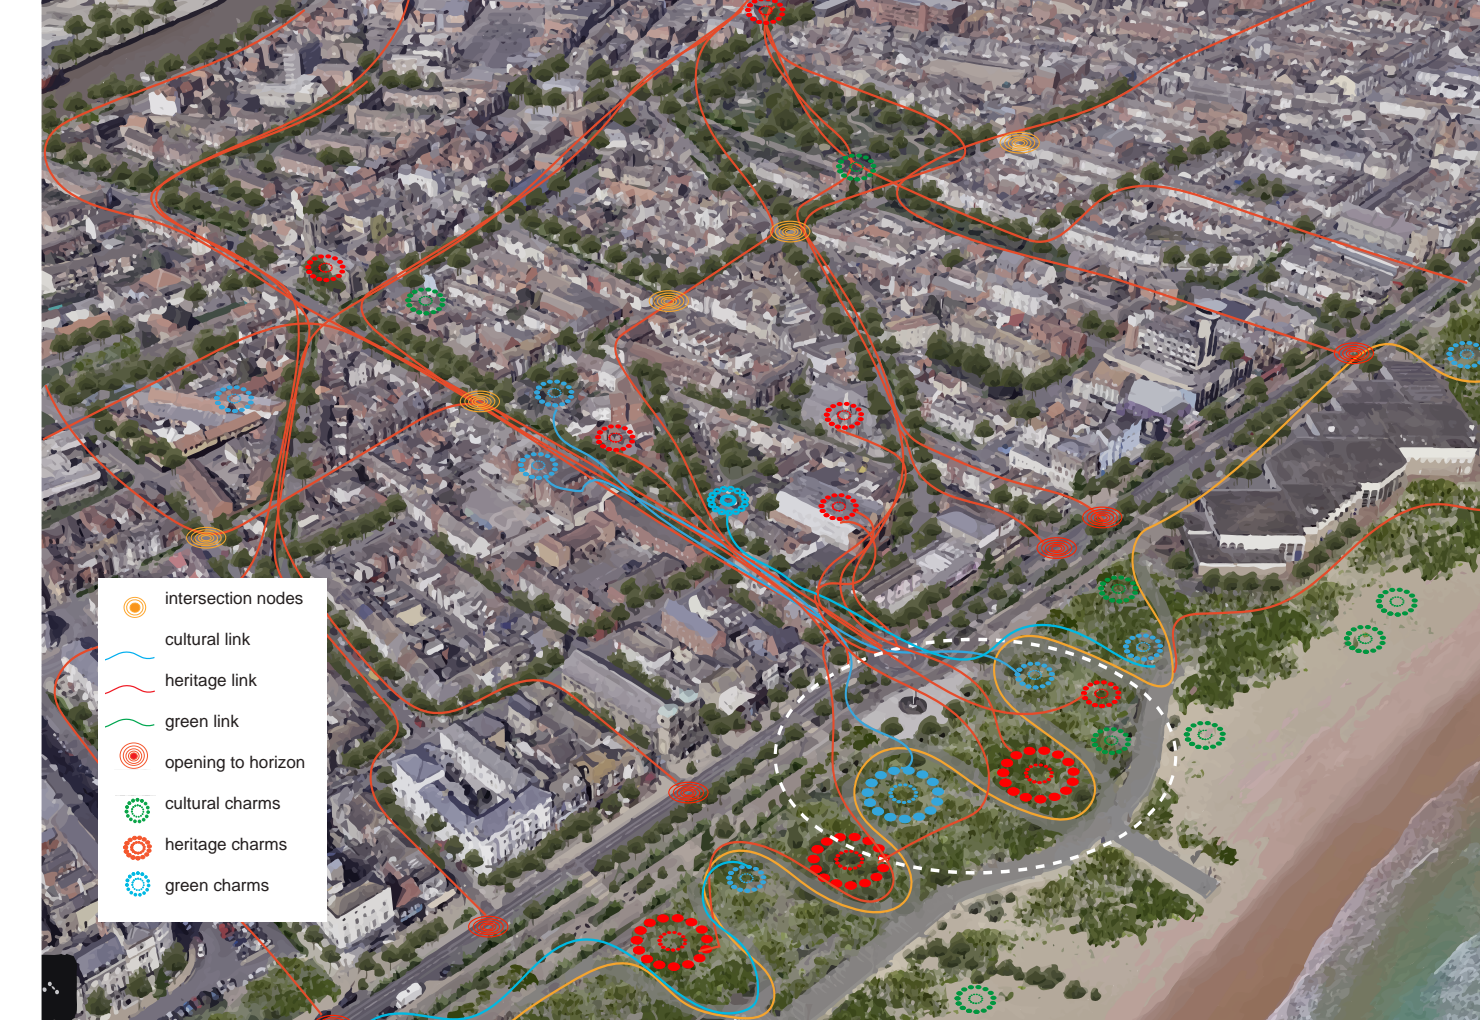 intersection nodes
cultural link
heritage link
green link
opening to horizon
cultural charms
heritage charms
green charms